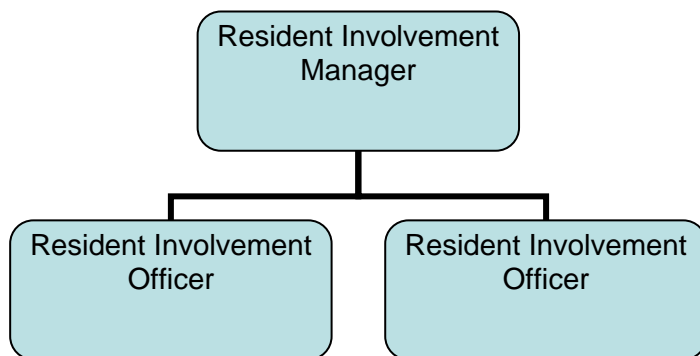 Resident Involvement
Manager
Resident Involvement
Officer
Resident Involvement
Officer